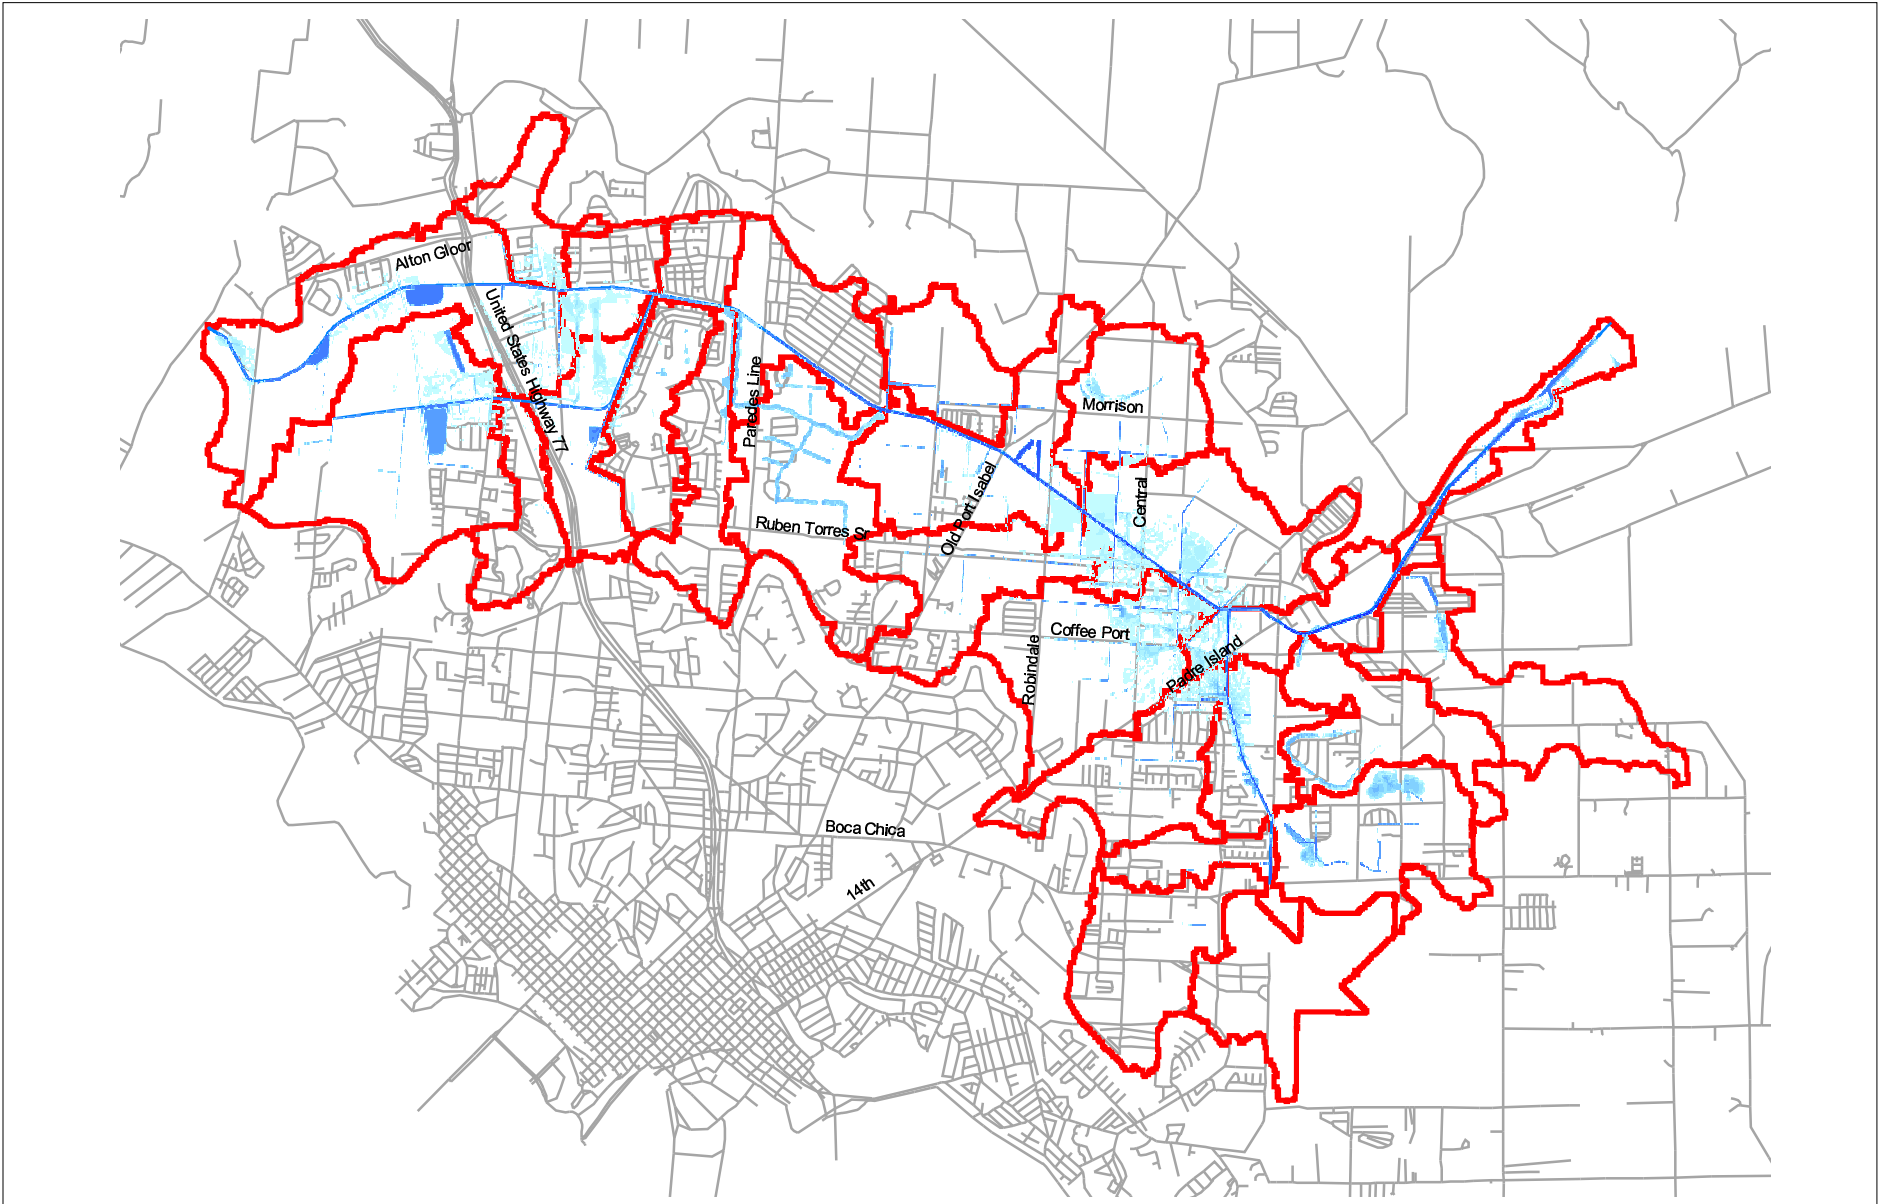 Alton Gloor
United States Highway 77
Paredes Line
Morrison
Central
Old Port Isabel
Ruben Torres S
Coffee Port
Robindale
Padre Island
Boca Chica
14th